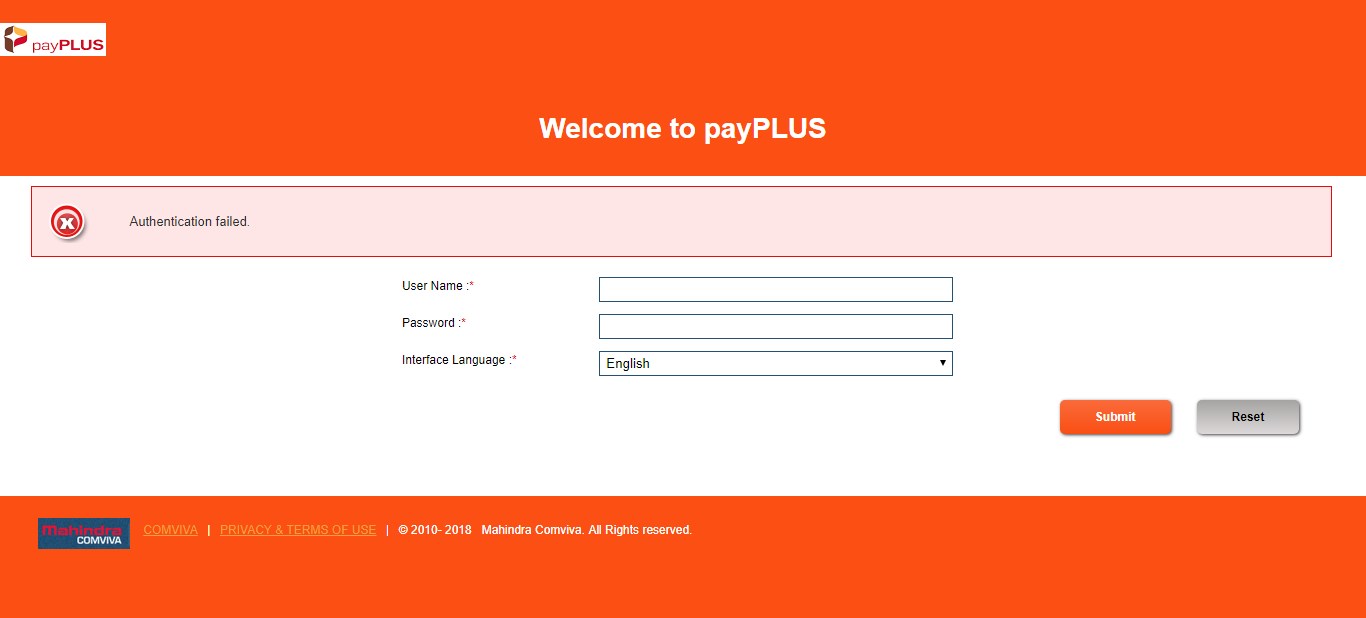 payPLUS
Welcome to payPLUS
Authentication failed.
User Name :*
Password :*
Interface Language :*
English
Submit
Reset
Mahindra
COMVIVA
COMVIVA | PRIVACY & TERMS OF USE | © 2010- 2018 Mahindra Comviva. All Rights reserved.